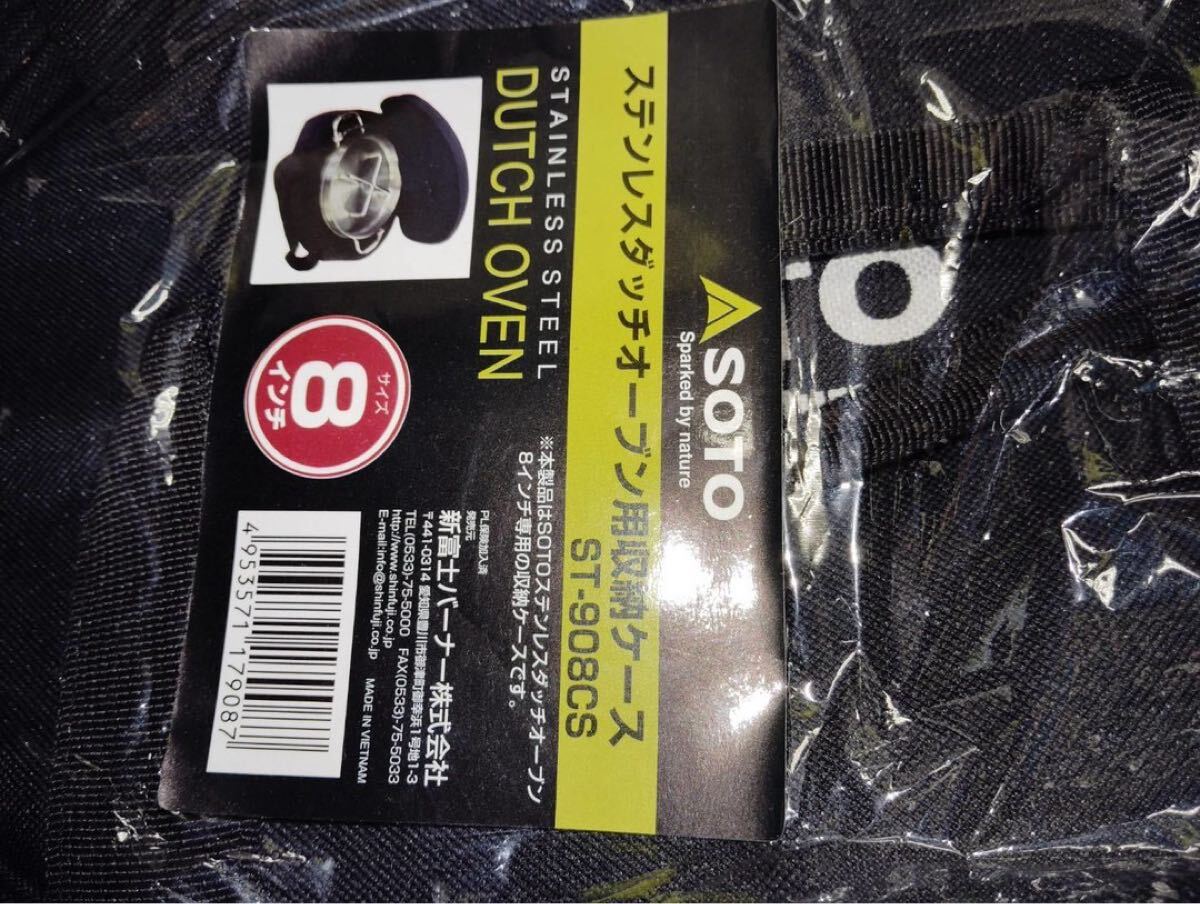 SOTO
Sparked by nature
ステンレスダッチオーブン用収納ケース
ST-908CS
STAINLESS STEEL
DUTCH OVEN
※本製品はSOTOステンレスダッチオーブン
8インチ専用の収納ケースです。
サイズ
8
インチ
PL保険加入済
発売元
新富士バーナー株式会社
〒441-0314 愛知県豊川市御津町御幸浜1号地1-3
TEL(0533)-75-5000 FAX(0533)-75-5033
http://www.shinfuji.co.jp
E-mail:info@shinfuji.co.jp MADE IN VIETNAM
4953571179087